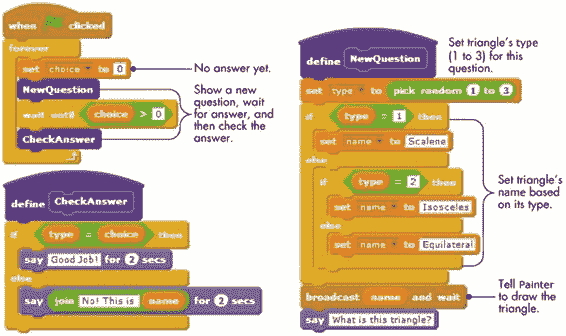 when clicked
forever
set choice to 0
No answer yet.
NewQuestion
Show a new
question, wait
for answer, and
then check the
answer.
wait until choice > 0
CheckAnswer
define CheckAnswer
if type = choice then
say Good Job! for 2 secs
else
say join No! This is name for 2 secs
define NewQuestion
Set triangle's type
(1 to 3) for this
question.
set type to pick random 1 to 3
if type = 1 then
set name to Scalene
else
if type = 2 then
set name to Isosceles
else
set name to Equilateral
Set triangle's
name based
on its type.
broadcast name and wait
Tell Painter
to draw the
triangle.
say What is this triangle?